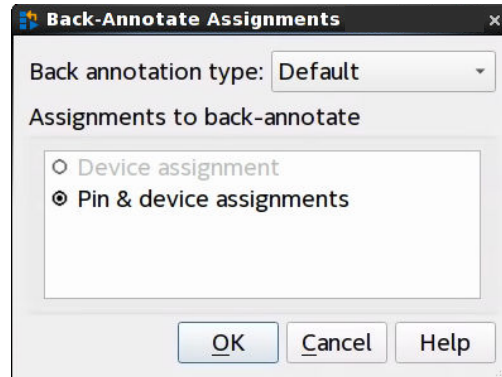 Back-Annotate Assignments
Back annotation type: Default
Assignments to back-annotate
Device assignment
Pin & device assignments
OK Cancel Help